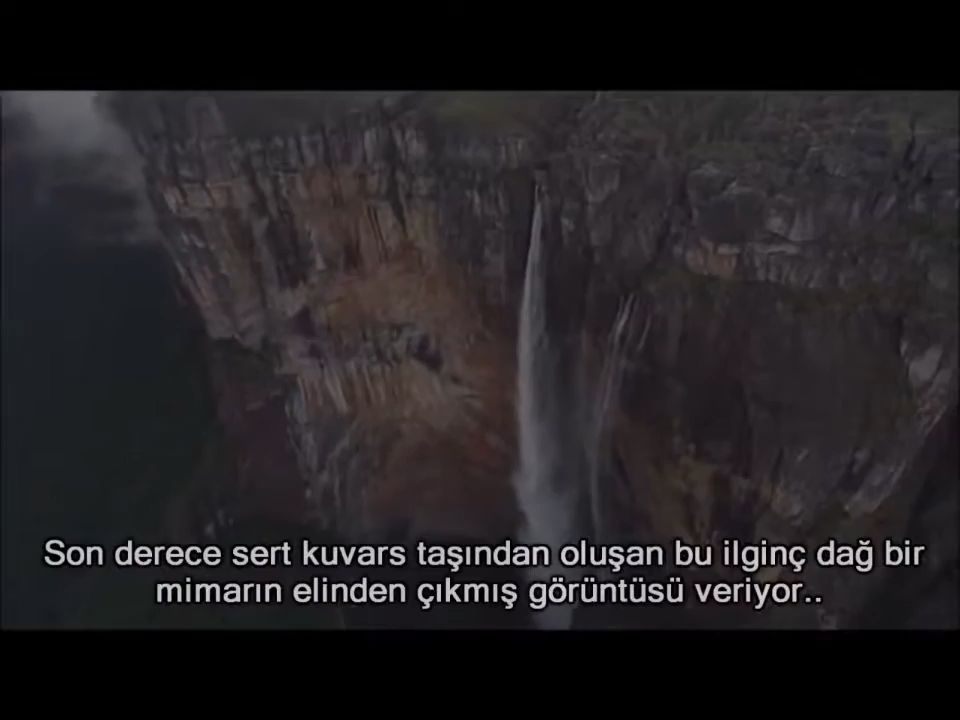 Son derece sert kuvars taşından oluşan bu ilginç dağ bir
mimarın elinden çıkmış görüntüsü veriyor..